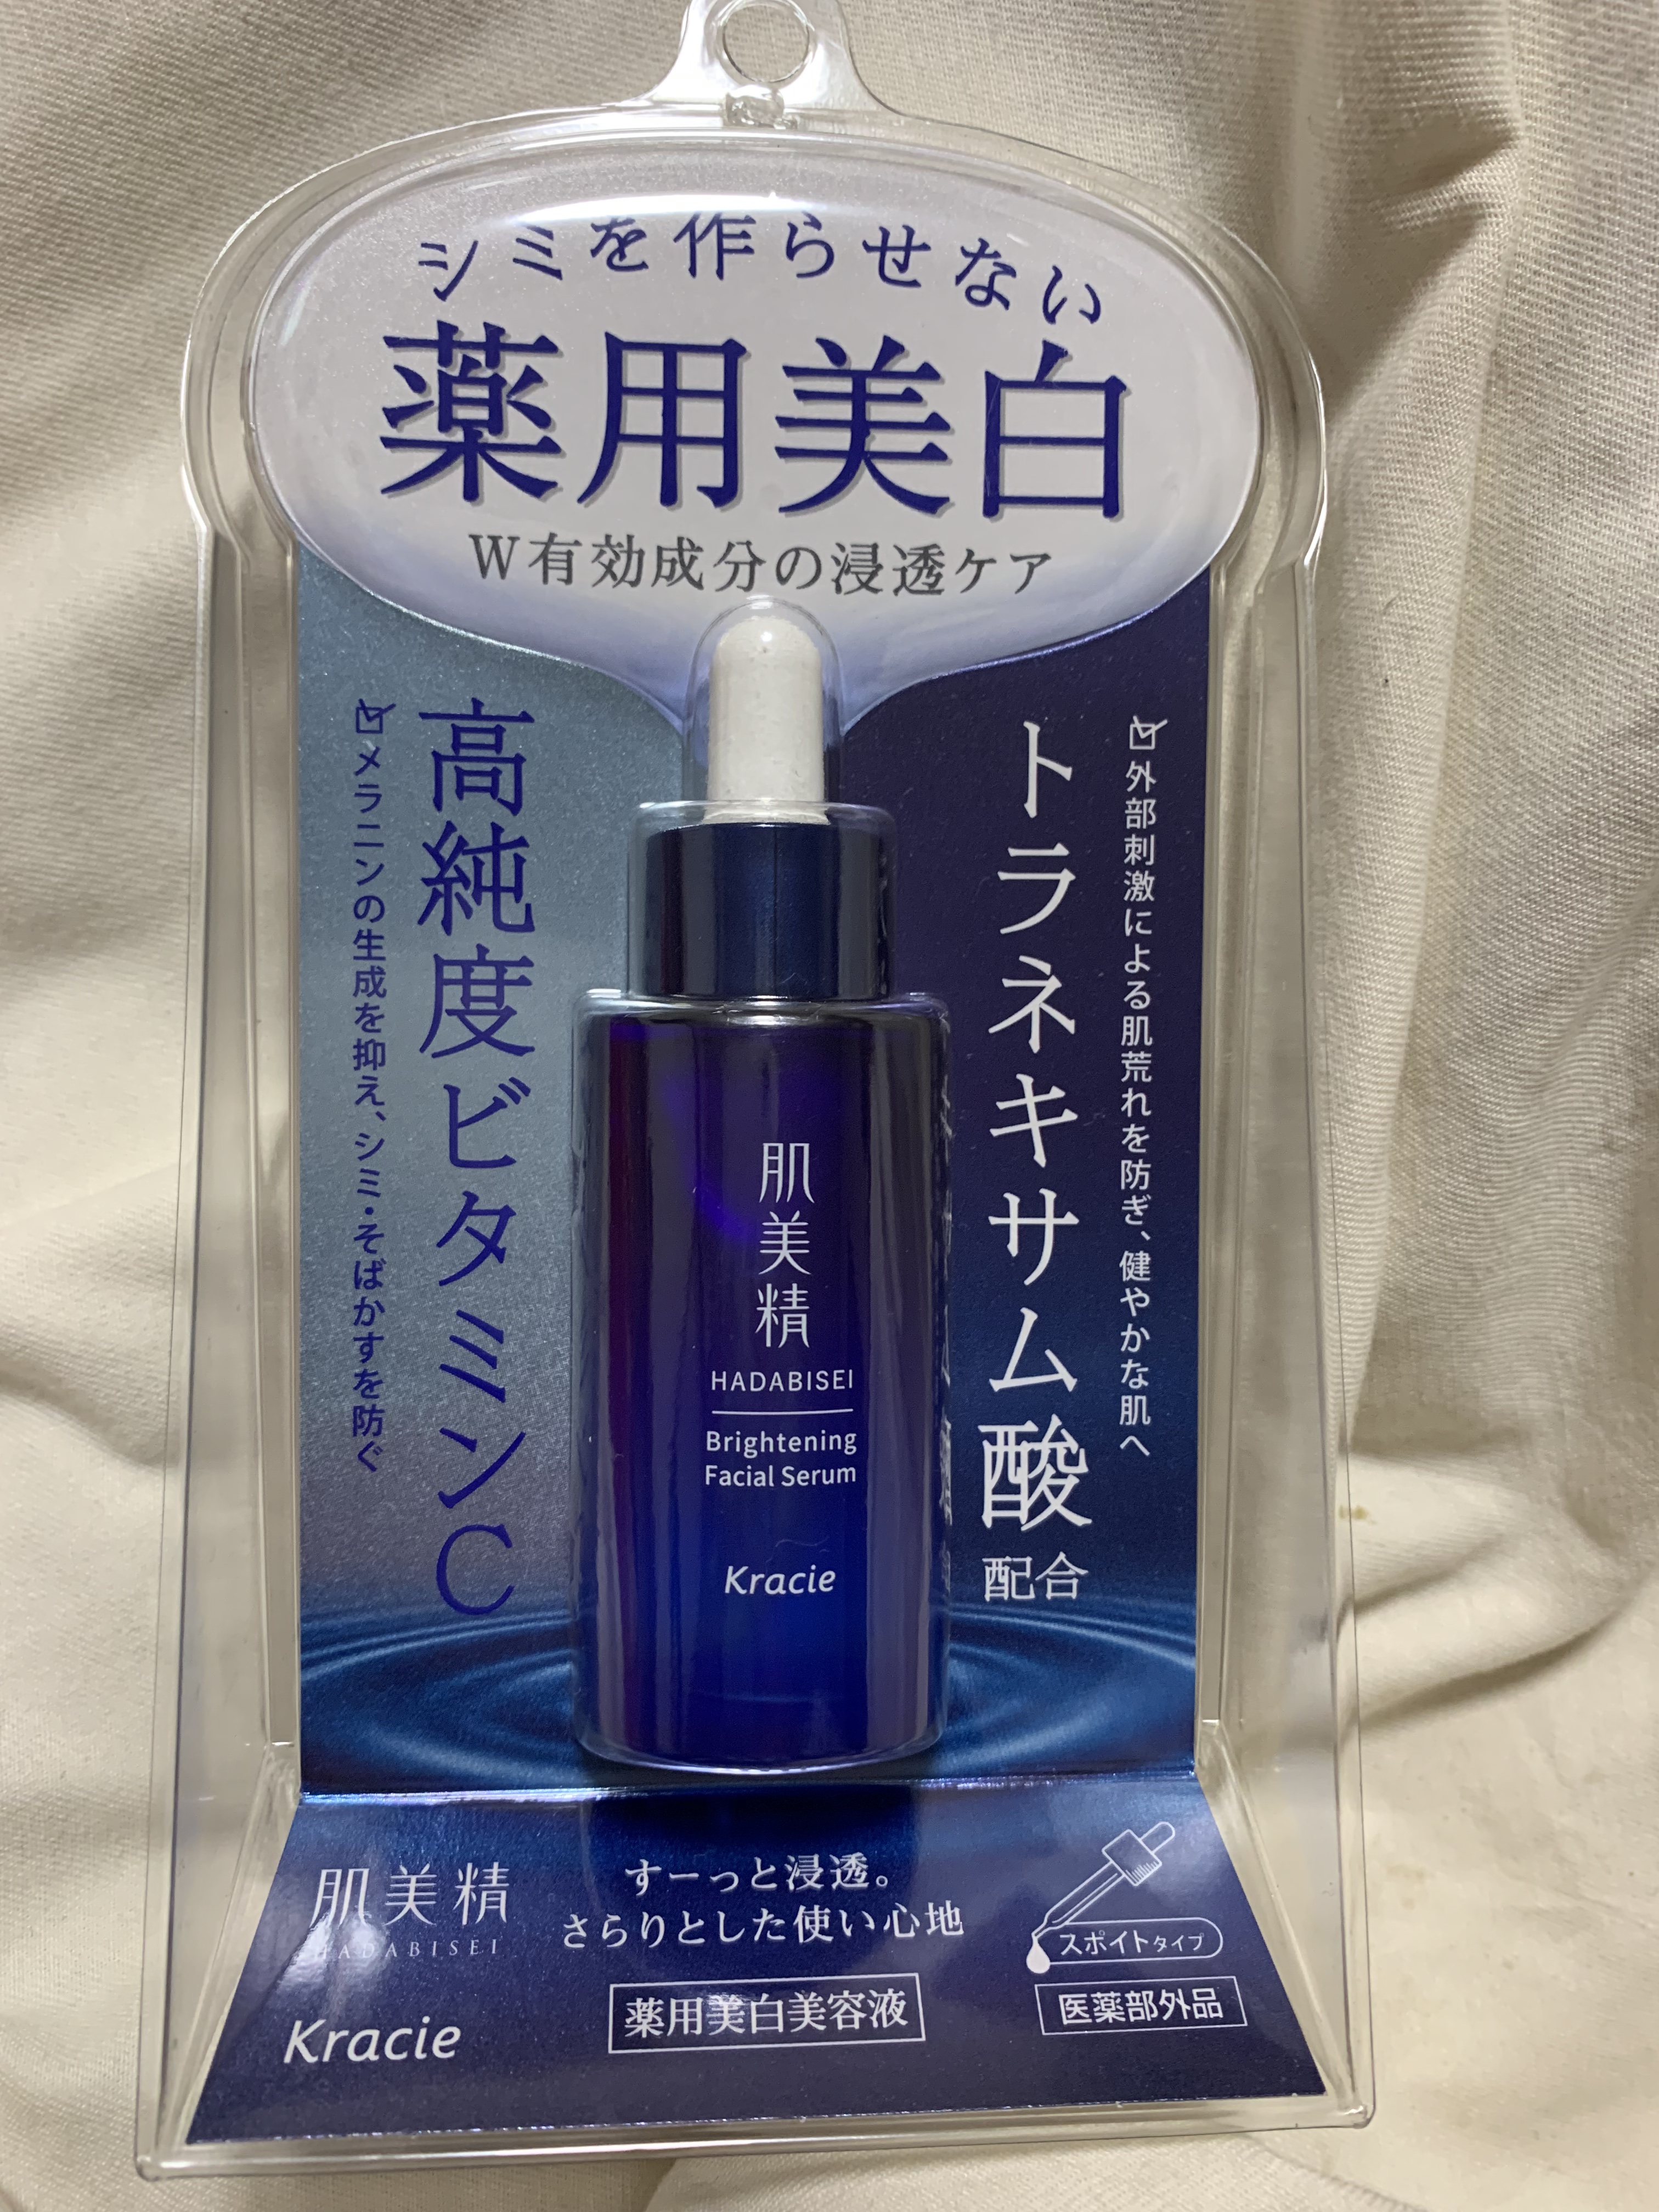 シミを作らせない
薬用美白
W有効成分の浸透ケア
高純度ビタミンC
☑メラニンの生成を抑え、シミ・そばかすを防ぐ
☑外部刺激による肌荒れを防ぎ、健やかな肌へ
トラネキサム酸配合
肌美精
HADABISEI
Brightening
Facial Serum
Kracie
肌美精
HADABISEI
Kracie
すーっと浸透。
さらりとした使い心地
薬用美白美容液
スポイトタイプ
医薬部外品